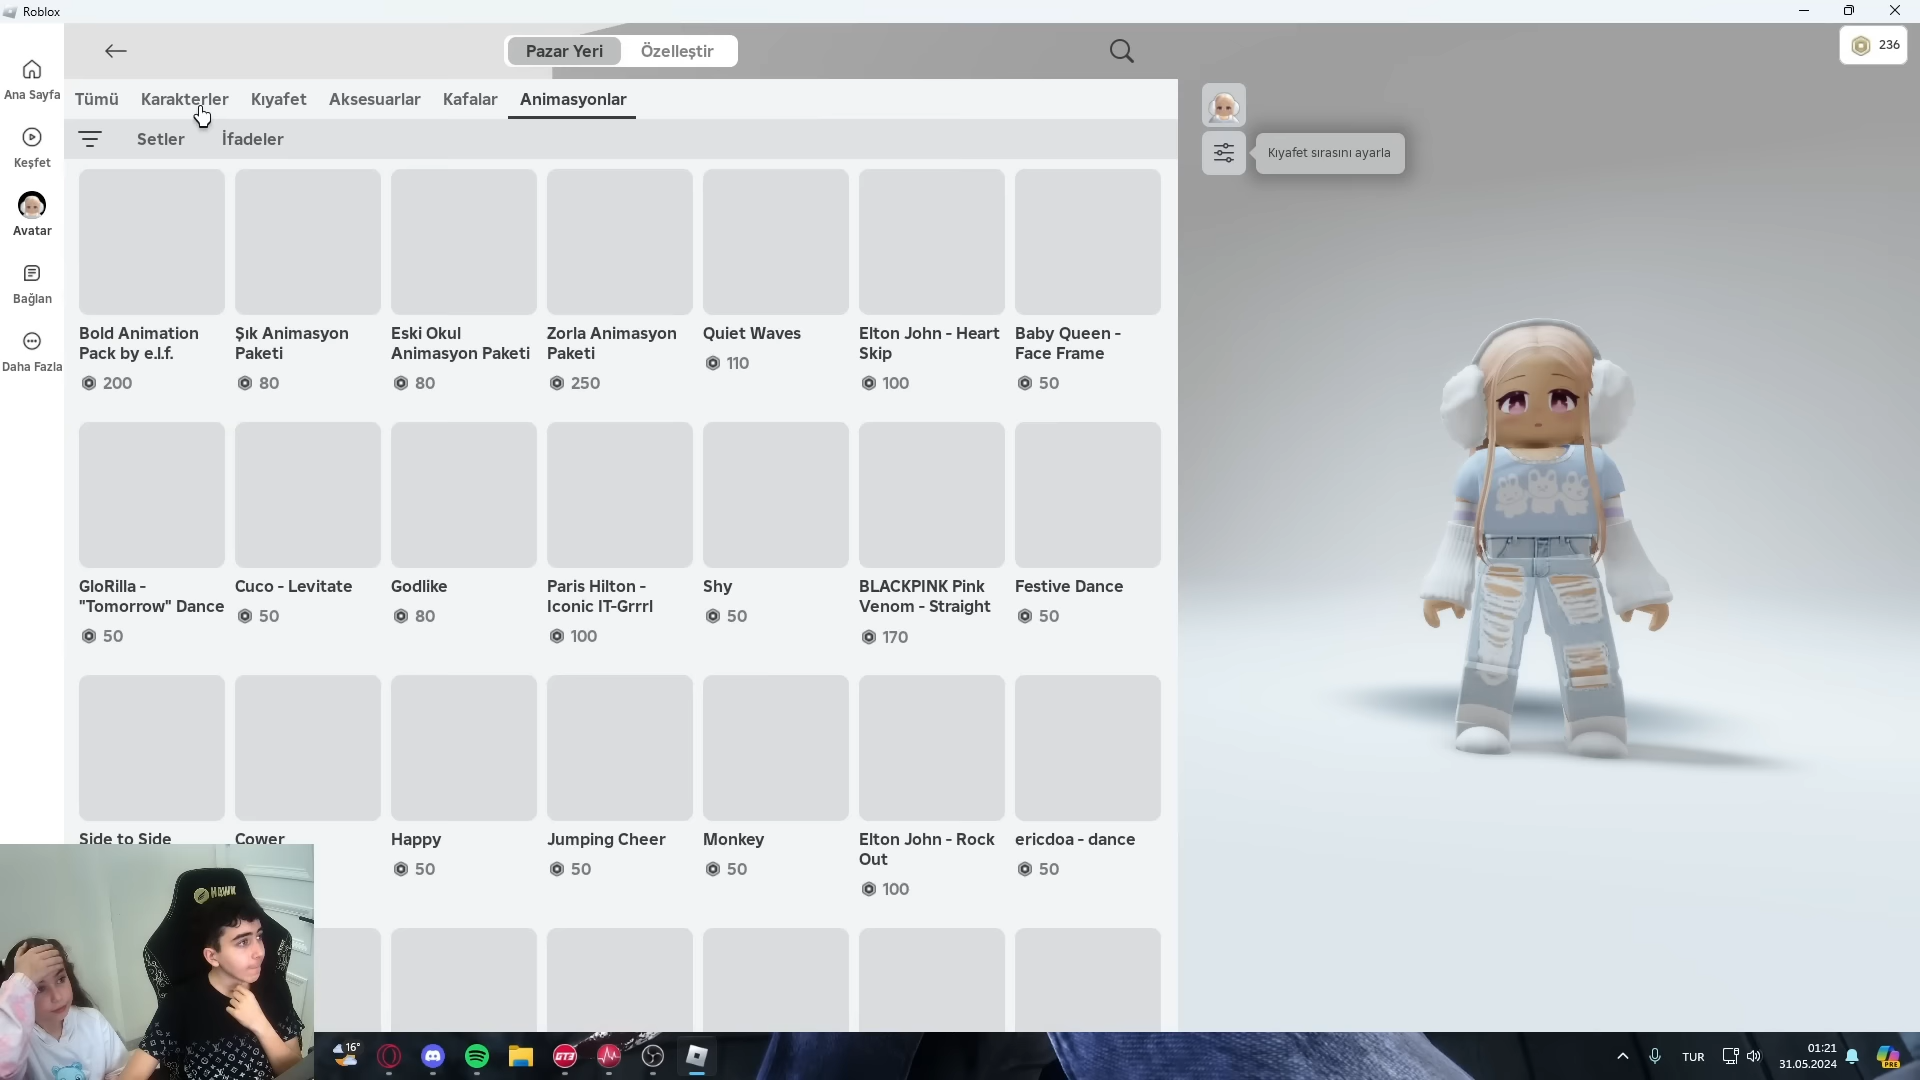 Roblox
Pazar Yeri
Özelleştir
236
Ana Sayfa
Keşfet
Avatar
Bağlan
Daha Fazla
Tümü
Karakterler
Kıyafet
Aksesuarlar
Kafalar
Animasyonlar
Setler
İfadeler
Kıyafet sırasını ayarla
Bold Animation
Pack by e.l.f.
200
Şık Animasyon
Paketi
80
Eski Okul
Animasyon Paketi
80
Zorla Animasyon
Paketi
250
Quiet Waves
110
Elton John - Heart
Skip
100
Baby Queen -
Face Frame
50
GloRilla -
"Tomorrow" Dance
50
Cuco - Levitate
50
Godlike
80
Paris Hilton -
Iconic IT-Grrrl
100
Shy
50
BLACKPINK Pink
Venom - Straight
170
Festive Dance
50
Side to Side
Cower
Happy
50
Jumping Cheer
50
Monkey
50
Elton John - Rock
Out
100
ericdoa - dance
50
HAWK
16°
TUR
01:21
31.05.2024
PRE